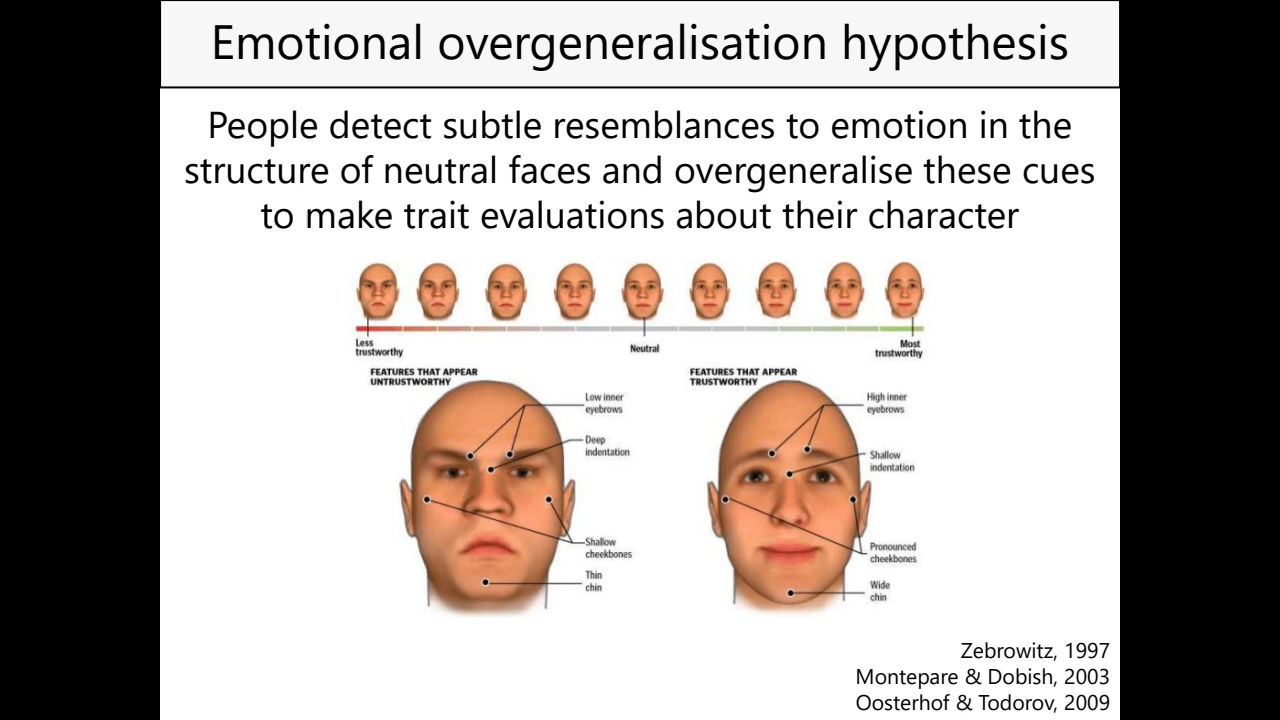 Emotional overgeneralisation hypothesis
People detect subtle resemblances to emotion in the
structure of neutral faces and overgeneralise these cues
to make trait evaluations about their character
Less
trustworthy
Neutral
Most
trustworthy
FEATURES THAT APPEAR
UNTRUSTWORTHY
Low inner
eyebrows
Deep
indentation
Shallow
cheekbones
Thin
chin
FEATURES THAT APPEAR
TRUSTWORTHY
High inner
eyebrows
Shallow
indentation
Pronounced
cheekbones
Wide
chin
Zebrowitz, 1997
Montepare & Dobish, 2003
Oosterhof & Todorov, 2009